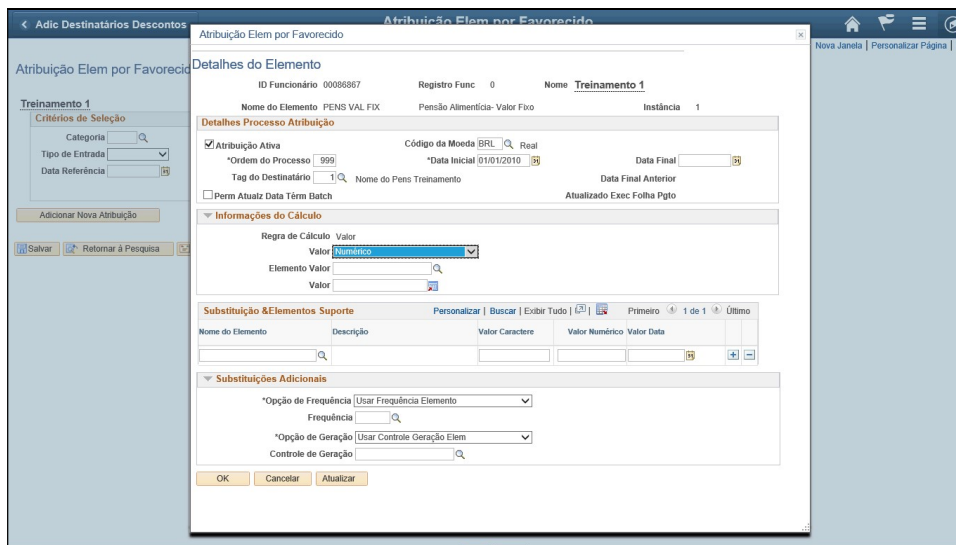 Adic Destinatários Descontos
Atribuição Elem por Favorecido
Nova Janela | Personalizar Página |
Atribuição Elem por Favorecid
Treinamento 1
Critérios de Seleção
Categoria
Tipo de Entrada
Data Referência
Adicionar Nova Atribuição
Salvar Retornar à Pesquisa
Atribuição Elem por Favorecido
Detalhes do Elemento
ID Funcionário 00086867 Registro Func 0 Nome Treinamento 1
Nome do Elemento PENS VAL FIX Pensão Alimentícia- Valor Fixo Instância 1
Detalhes Processo Atribuição
Atribuição Ativa Código da Moeda BRL Real
*Ordem do Processo 999 *Data Inicial 01/01/2010 Data Final
Tag do Destinatário 1 Nome do Pens Treinamento Data Final Anterior
Perm Atualz Data Térm Batch Atualizado Exec Folha Pgto
Informações do Cálculo
Regra de Cálculo Valor
Valor Numérico
Elemento Valor
Valor
Substituição &Elementos Suporte Personalizar | Buscar | Exibir Tudo | | Primeiro 1 de 1 Último
Nome do Elemento Descrição Valor Caractere Valor Numérico Valor Data
Substituições Adicionais
*Opção de Frequência Usar Frequência Elemento
Frequência
*Opção de Geração Usar Controle Geração Elem
Controle de Geração
OK Cancelar Atualizar